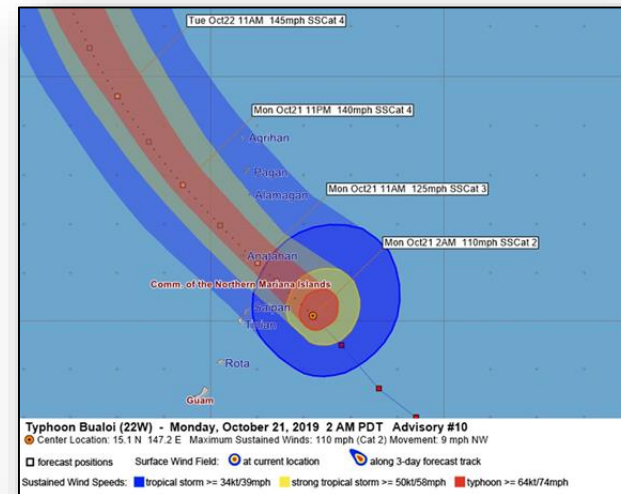 Tue Oct22 11AM 145mph SSCat 4
Mon Oct21 11PM 140mph SSCat 4
Agrihan
Pagan
Mon Oct21 11AM 125mph SSCat 3
Alamagan
Mon Oct21 2AM 110mph SSCat 2
Anatahan
Comm. of the Northern Mariana Islands
Saipan
Tinian
Rota
Guam
Typhoon Bualoi (22W) - Monday, October 21, 2019 2 AM PDT Advisory #10
Center Location: 15.1 N 147.2 E Maximum Sustained Winds: 110 mph (Cat 2) Movement: 9 mph NW
forecast positions Surface Wind Field: at current location along 3-day forecast track
Sustained Wind Speeds: tropical storm >= 34kt/39mph strong tropical storm >= 50kt/58mph typhoon >= 64kt/74mph